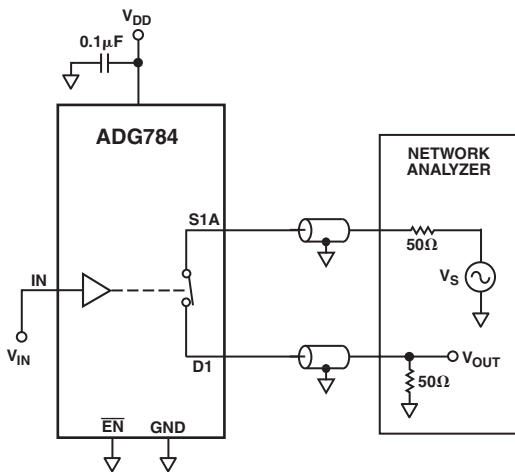 VDD
0.1µF
ADG784
NETWORK
ANALYZER
S1A
50Ω
VS
IN
VIN
D1
VOUT
50Ω
EN GND